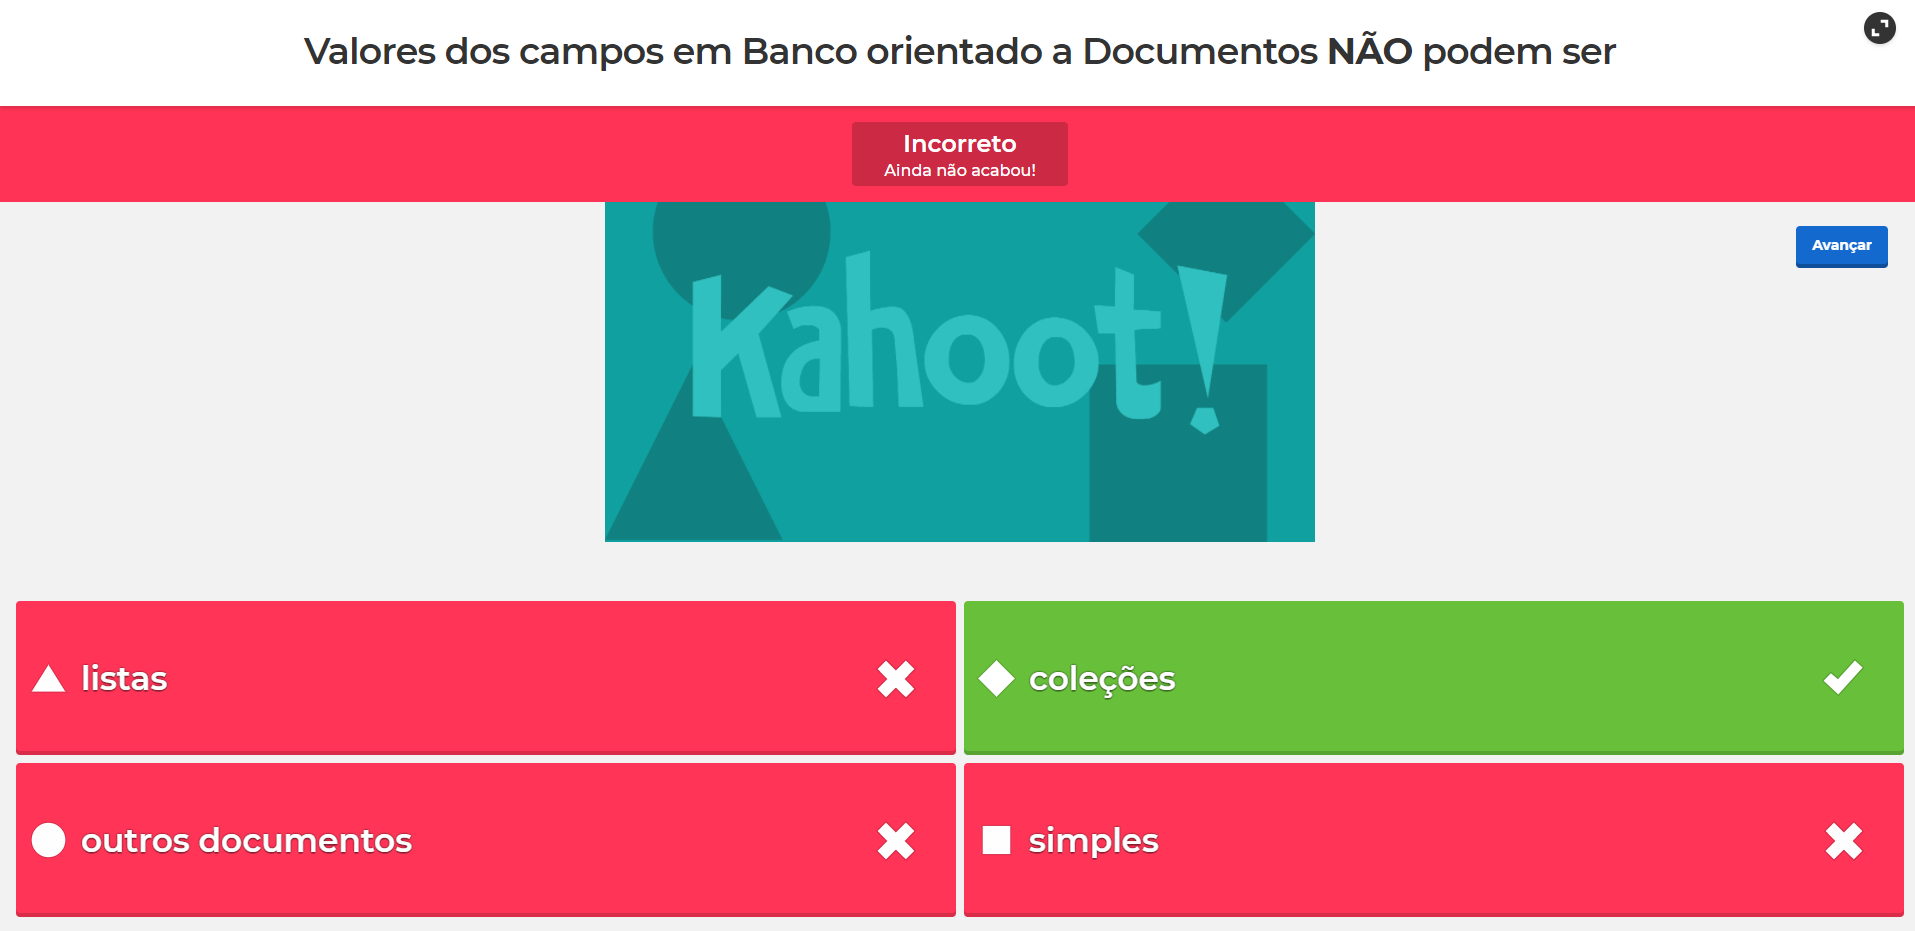 Valores dos campos em Banco orientado a Documentos NÃO podem ser
Incorreto
Ainda não acabou!
Avançar
Kahoot!
listas
coleções
outros documentos
simples